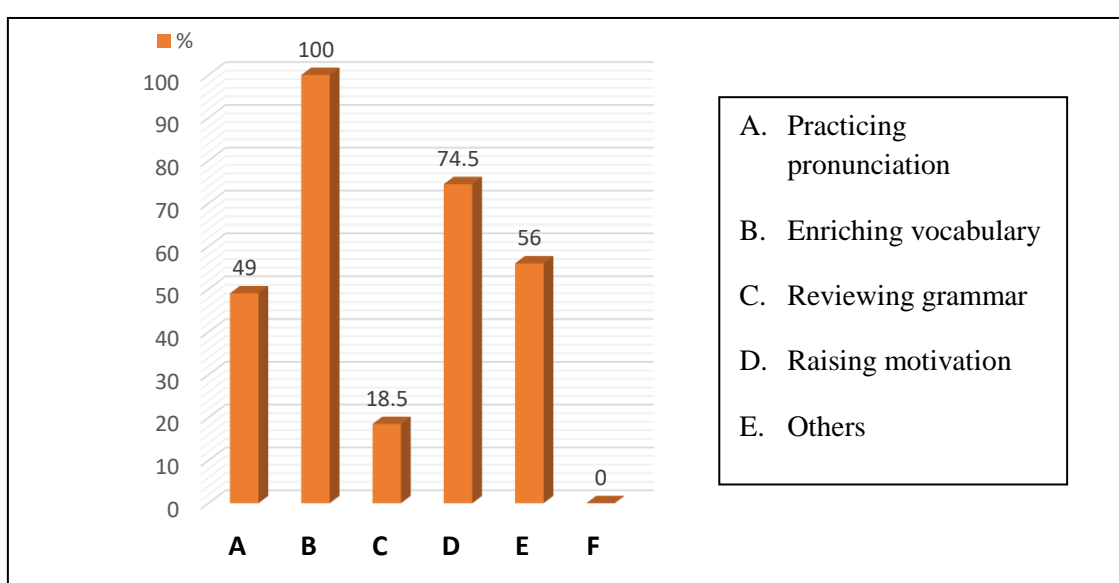 %
100
90
80
70
60
50
40
30
20
10
0
49
100
18.5
74.5
56
0
A B C D E F
A. Practicing
pronunciation
B. Enriching vocabulary
C. Reviewing grammar
D. Raising motivation
E. Others